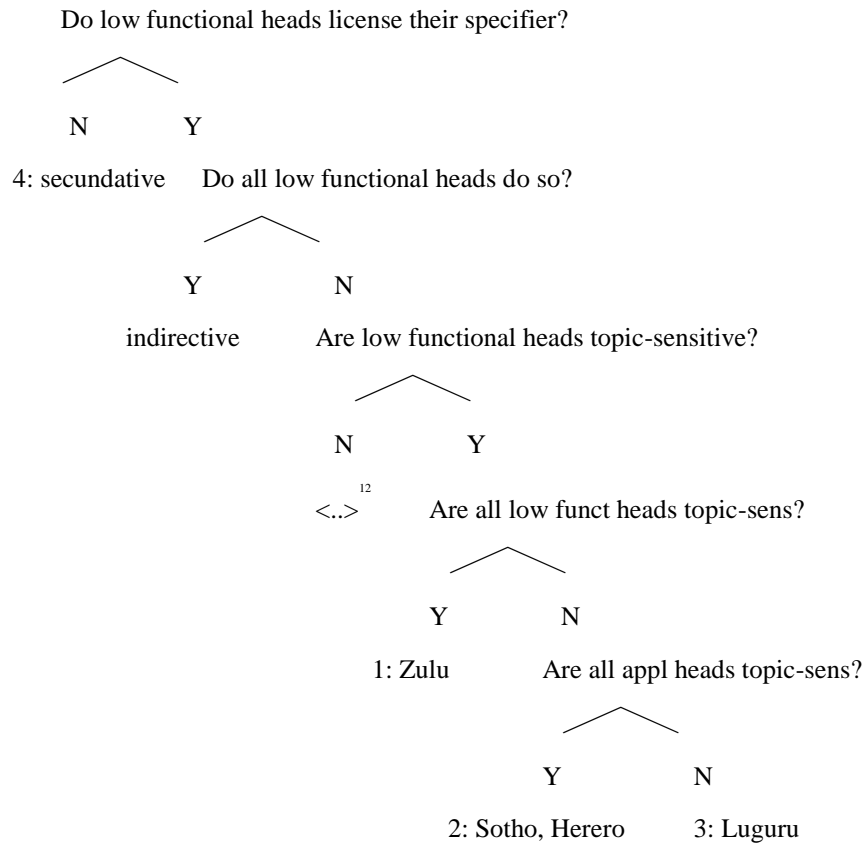 Do low functional heads license their specifier?
N Y
4: secundative Do all low functional heads do so?
Y N
indirective Are low functional heads topic-sensitive?
N Y
<..>12 Are all low funct heads topic-sens?
Y N
1: Zulu Are all appl heads topic-sens?
Y N
2: Sotho, Herero 3: Luguru